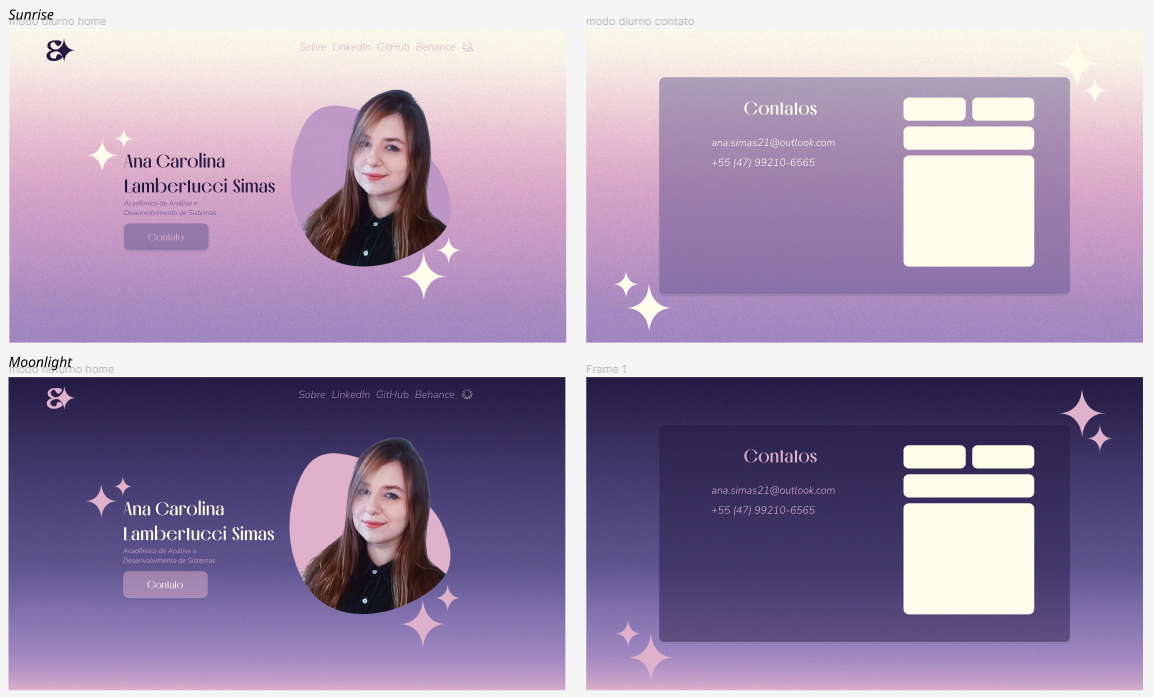 Sunrise
modo diurno home
modo diurno contato
Sobre LinkedIn GitHub Behance
Ana Carolina
Lambertucci Simas
Acadêmica de Análise e
Desenvolvimento de Sistemas
Contato
Contatos
ana.simas21@outlook.com
+55 (47) 99210-6565
Moonlight
modo noturno home
Frame 1
Sobre LinkedIn GitHub Behance
Ana Carolina
Lambertucci Simas
Acadêmica de Análise e
Desenvolvimento de Sistemas
Contato
Contatos
ana.simas21@outlook.com
+55 (47) 99210-6565